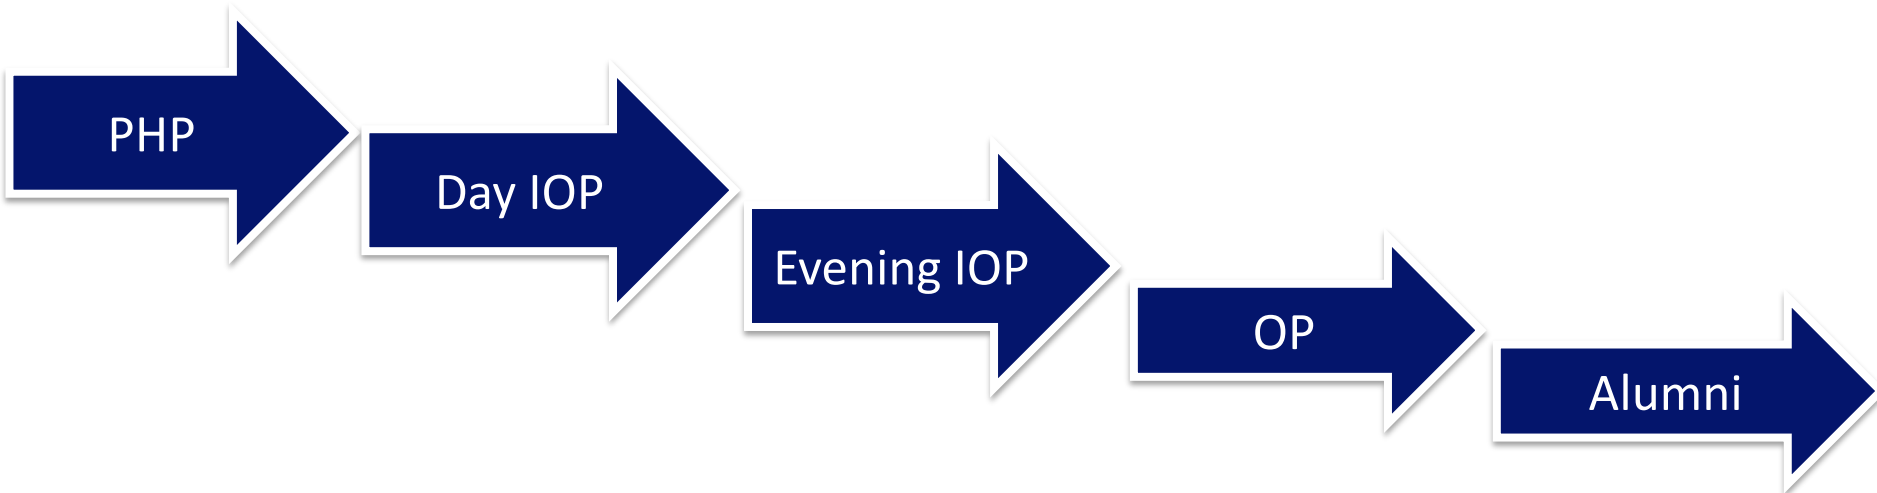 PHP
Day IOP
Evening IOP
OP
Alumni